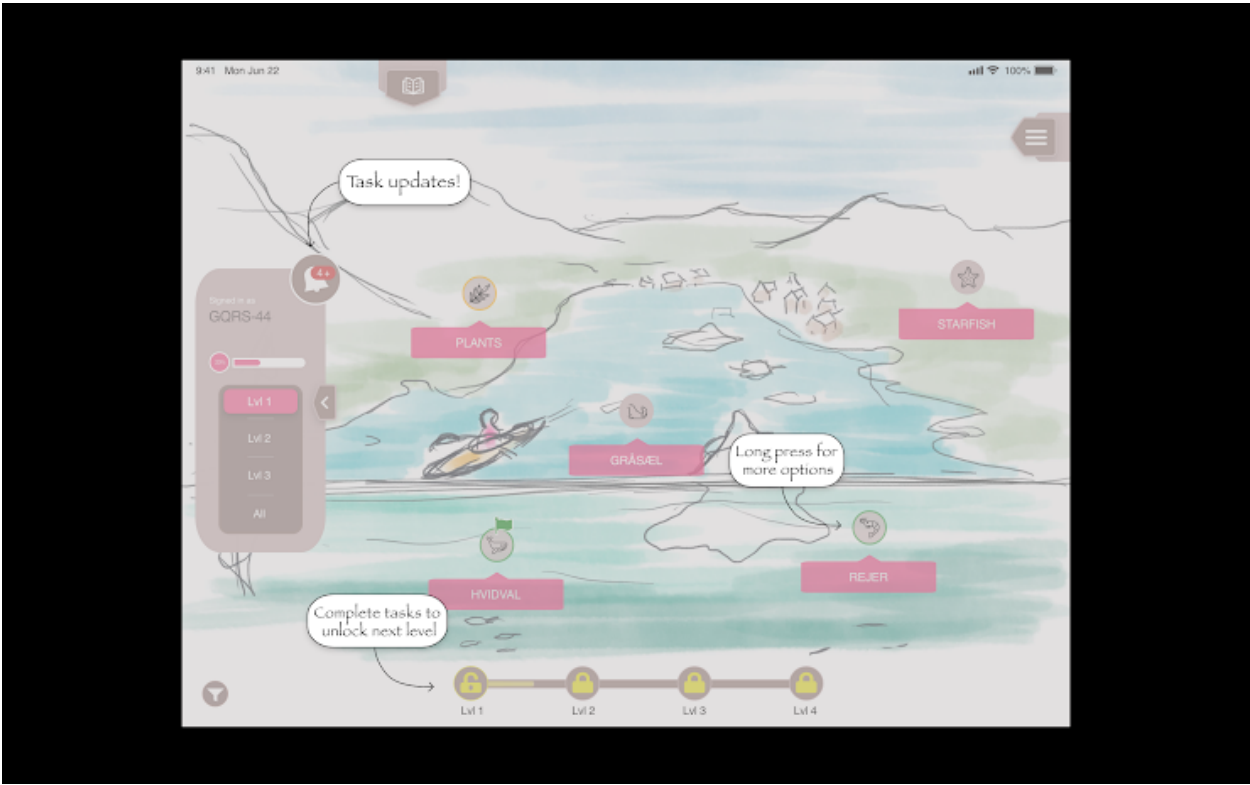 9:41 Mon Jun 22
100%
Task updates!
4+
Signed in as
GQRS-44
Lvl 1
Lvl 2
Lvl 3
All
PLANTS
STARFISH
GRÅSÆL
Long press for
more options
HVIDVAL
REJER
Complete tasks to
unlock next level
Lvl 1
Lvl 2
Lvl 3
Lvl 4